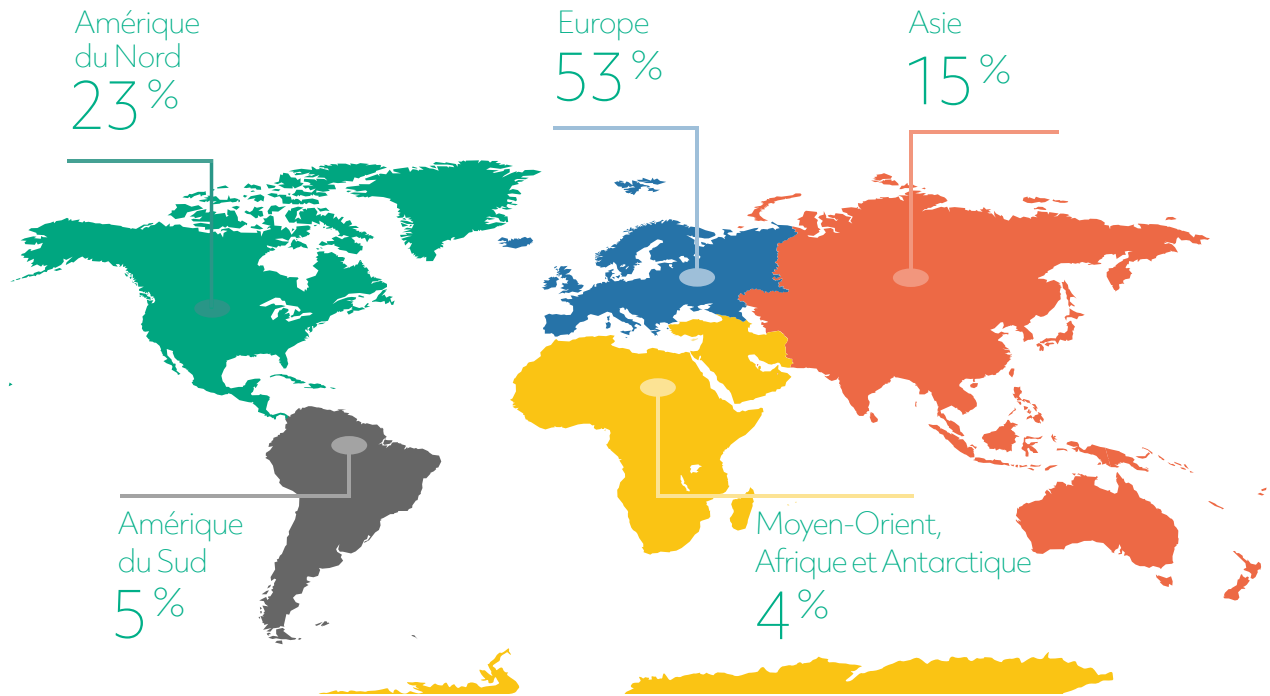 Amérique
du Nord
23 %
Europe
53 %
Asie
15 %
Amérique
du Sud
5 %
Moyen-Orient,
Afrique et Antarctique
4 %